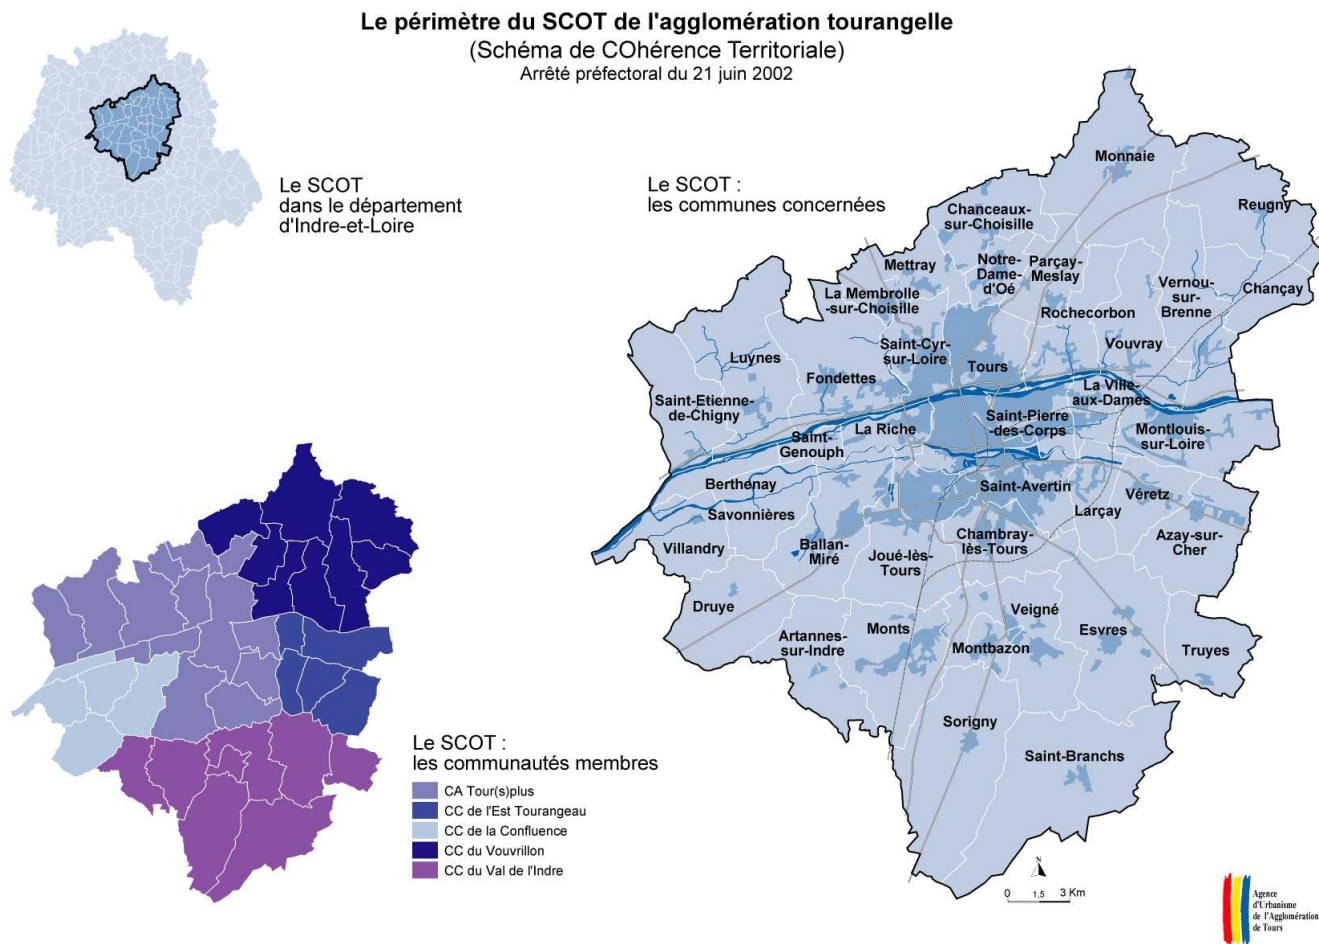 Le périmètre du SCOT de l'agglomération tourangelle
(Schéma de COhérence Territoriale)
Arrêté préfectoral du 21 juin 2002
Le SCOT
dans le département
d'Indre-et-Loire
Le SCOT :
les communes concernées
Monnaie
Reugny
Chanceaux-
sur-Choisille
Mettray
Notre-
Dame-
d'Oé
Parçay-
Meslay
Vernou-
sur-
Brenne
Chançay
La Membrolle
-sur-Choisille
Rochecorbon
Saint-Cyr-
sur-Loire
Vouvray
Luynes
Tours
Fondettes
La Ville-
aux-Dames
Saint-Etienne-
de-Chigny
Saint-Pierre
-des-Corps
La Riche
Montlouis-
sur-Loire
Saint-
Genouph
Berthenay
Saint-Avertin
Véretz
Larçay
Savonnières
Azay-sur-
Cher
Villandry
Ballan-
Miré
Joué-lès-
Tours
Chambray-
lès-Tours
Druye
Veigné
Artannes-
sur-Indre
Monts
Esvres
Montbazon
Truyes
Sorigny
Saint-Branchs
Le SCOT :
les communautés membres
CA Tour(s)plus
CC de l'Est Tourangeau
CC de la Confluence
CC du Vouvrillon
CC du Val de l'Indre
N
0 1,5 3 Km
Agence
d'Urbanisme
de l'Agglomération
de Tours